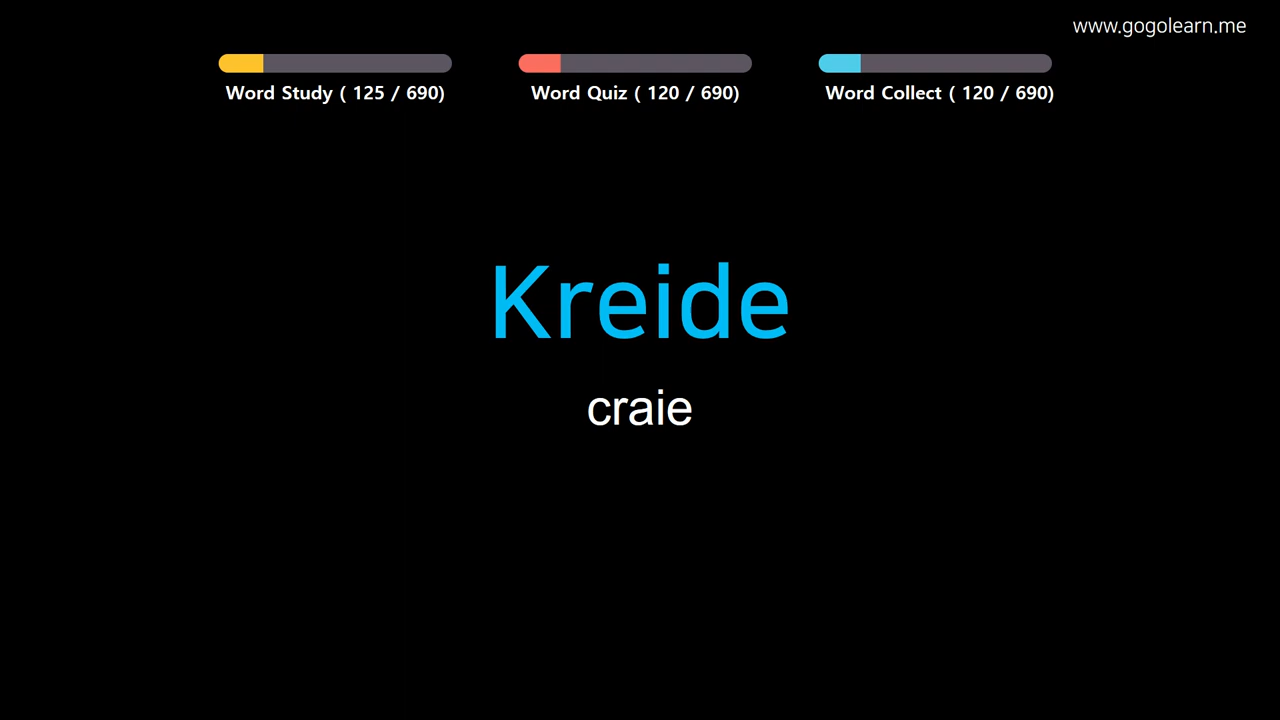 www.gogolearn.me
Word Study ( 125 / 690)
Word Quiz ( 120 / 690)
Word Collect ( 120 / 690)
Kreide
craie